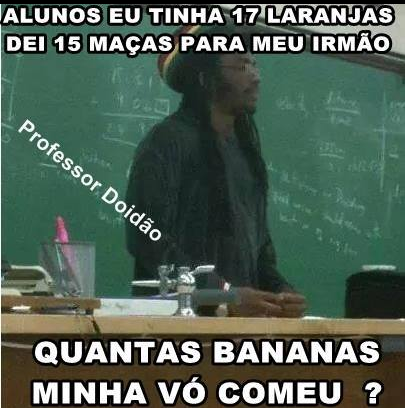 ALUNOS EU TINHA 17 LARANJAS
DEI 15 MAÇAS PARA MEU IRMÃO
Professor Doidão
QUANTAS BANANAS
MINHA VÓ COMEU ?